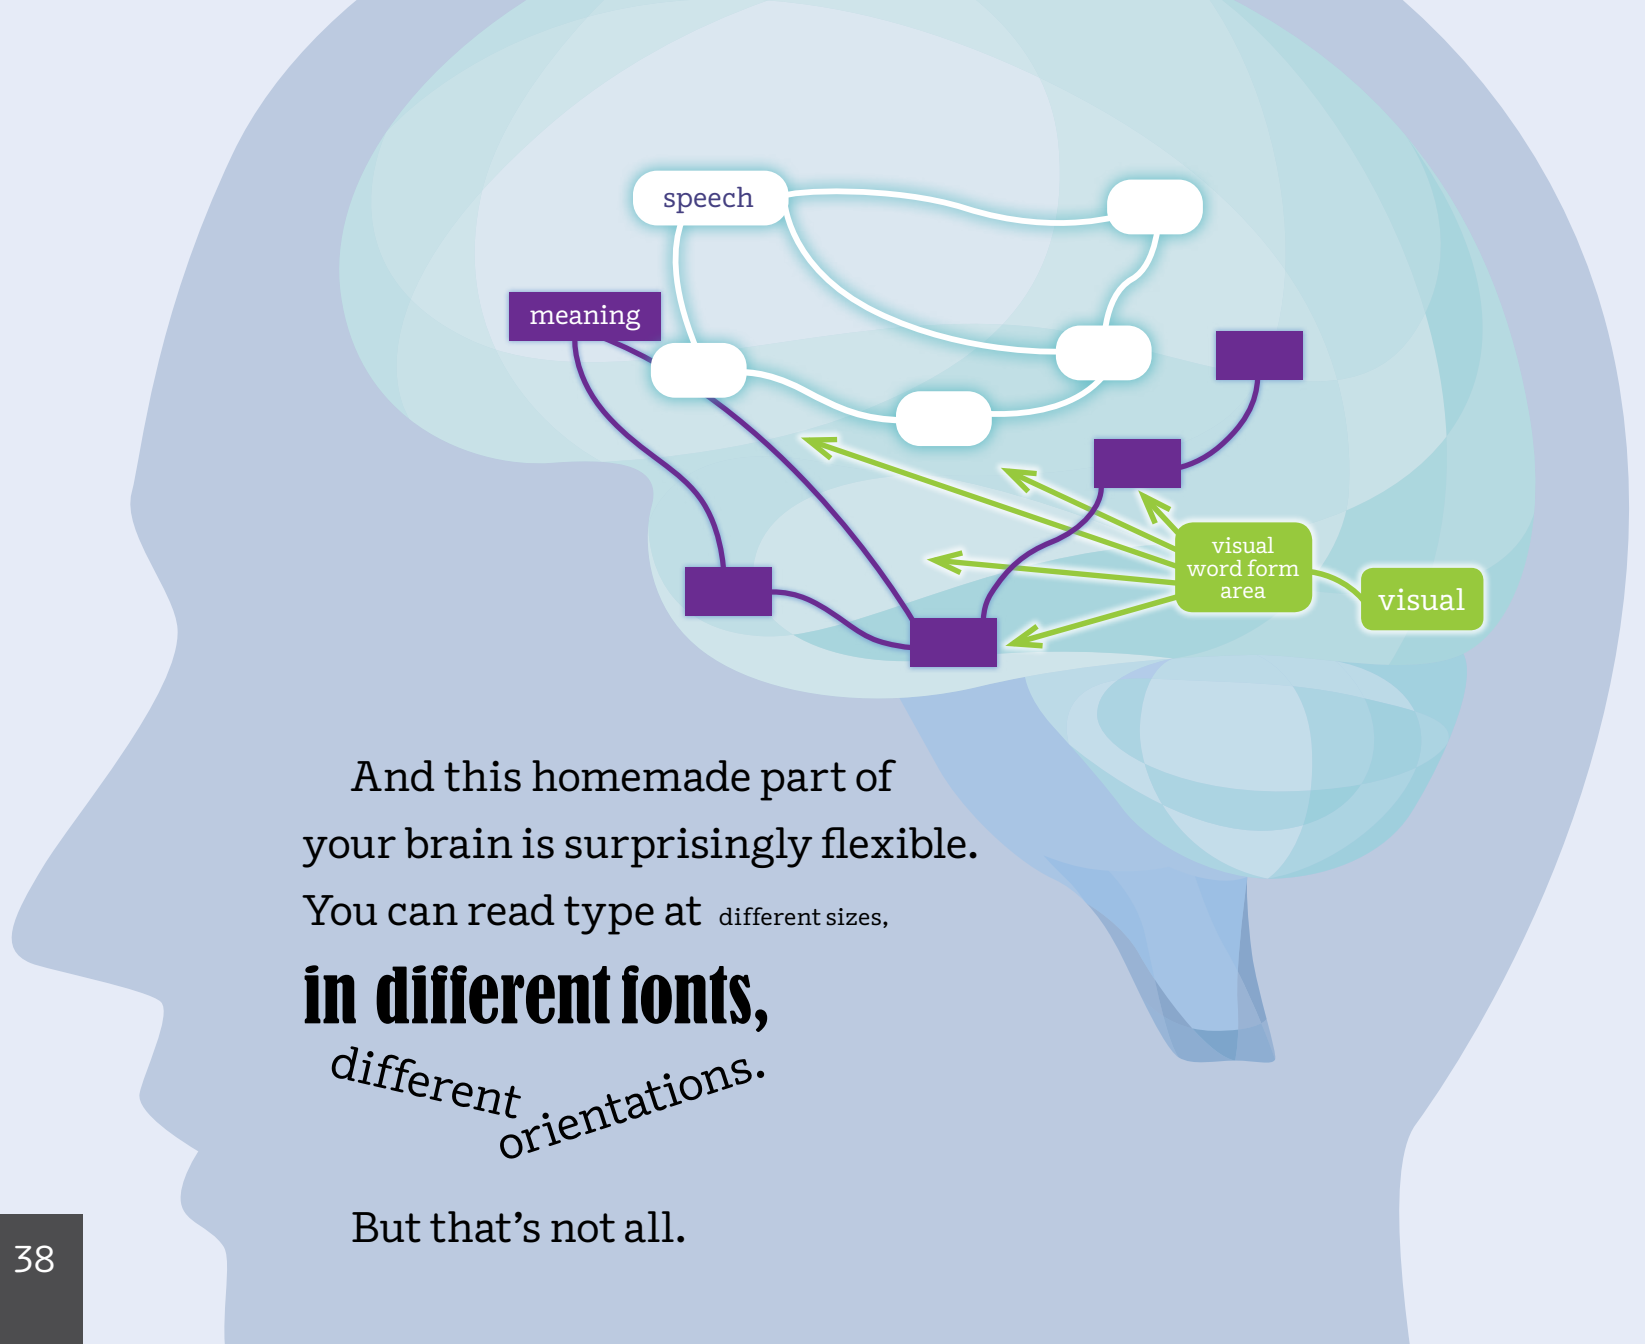 speech
meaning
visual
word form
area
visual
And this homemade part of
your brain is surprisingly flexible.
You can read type at different sizes,
in different fonts,
different
orientations.
But that’s not all.
38